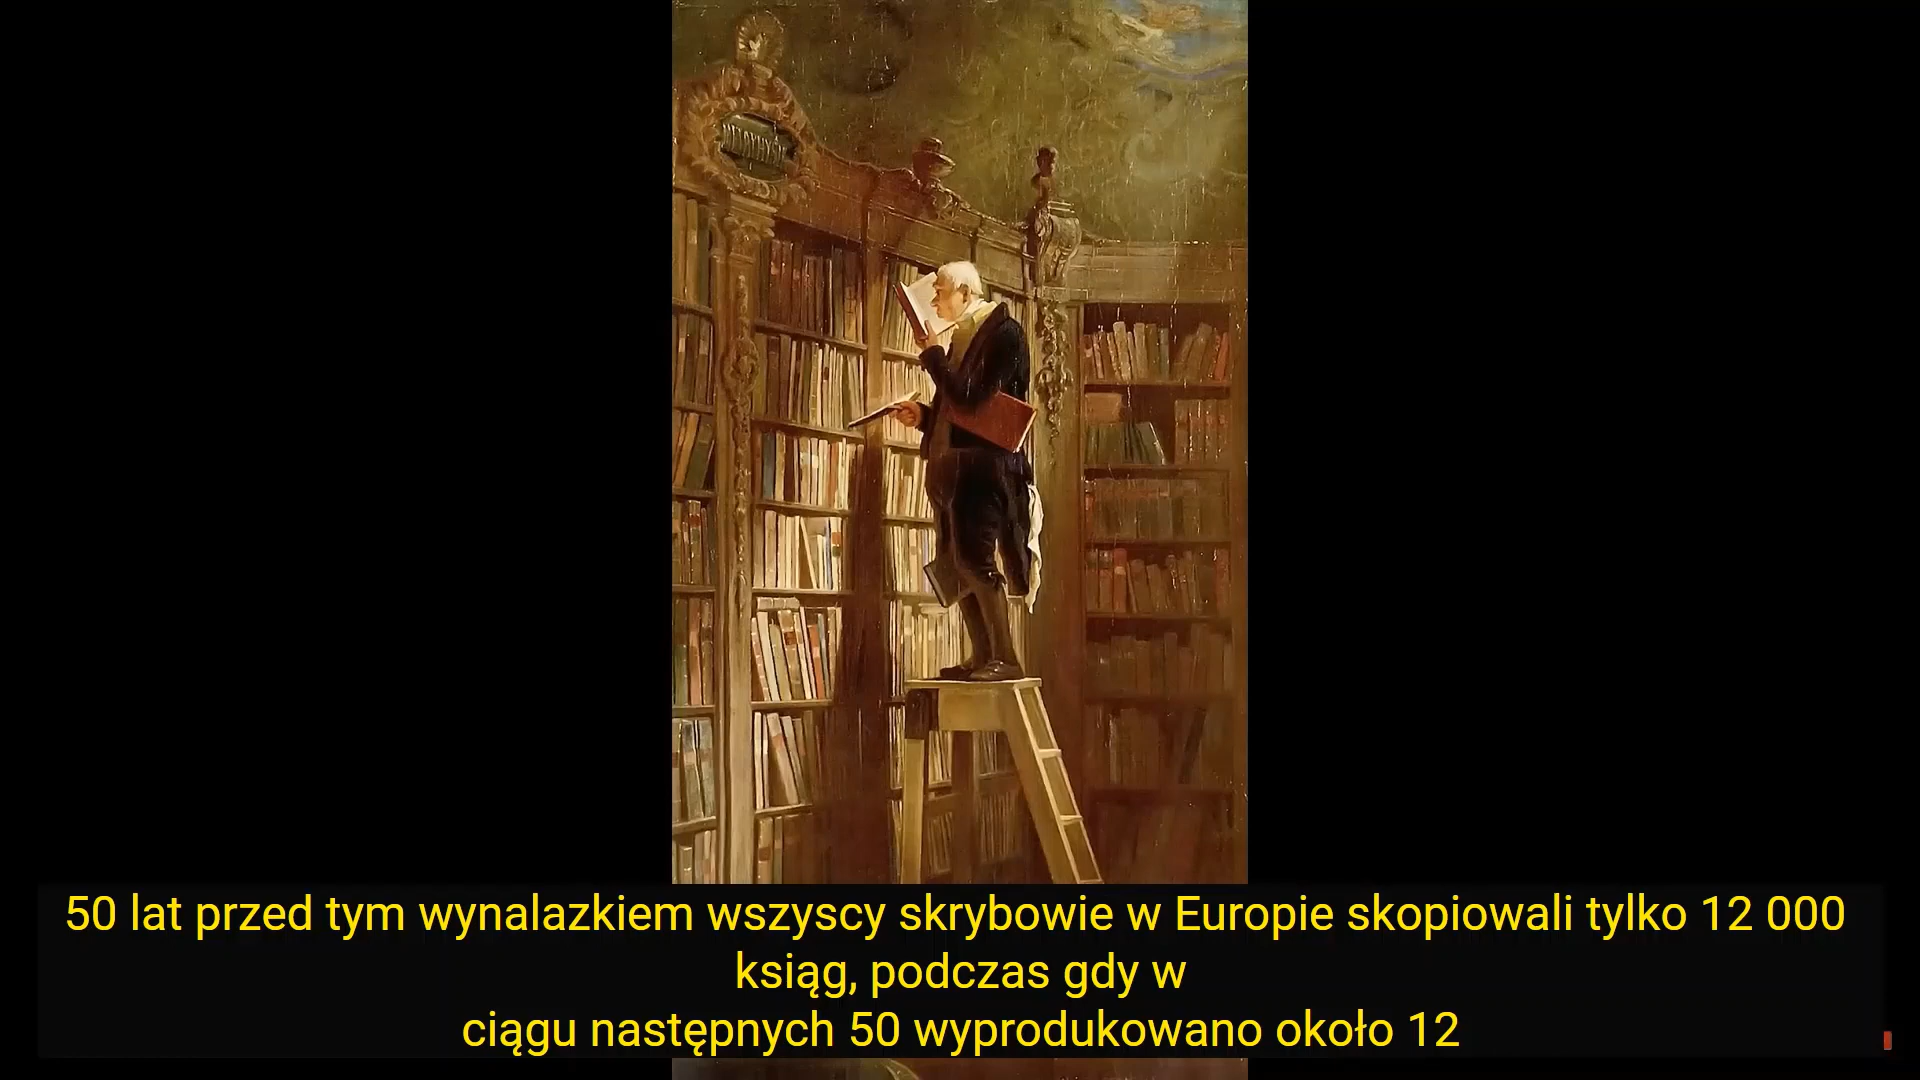 50 lat przed tym wynalazkiem wszyscy skrybowie w Europie skopiowali tylko 12 000
ksiąg, podczas gdy w
ciągu następnych 50 wyprodukowano około 12